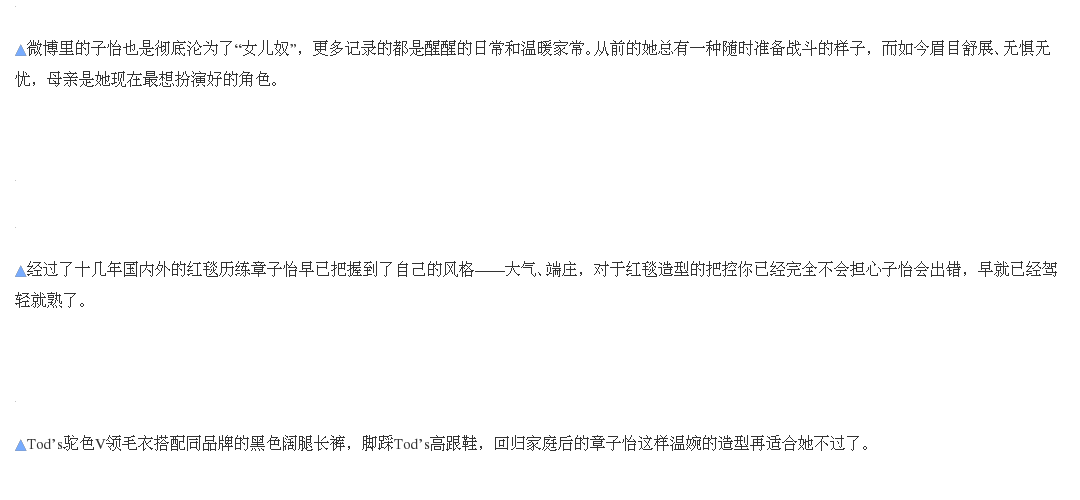 ▲微博里的子怡也是彻底沦为了“女儿奴”，更多记录的都是醒醒的日常和温暖家常。从前的她总有一种随时准备战斗的样子，而如今眉目舒展、无惧无
忧，母亲是她现在最想扮演好的角色。
▲经过了十几年国内外的红毯历练章子怡早已把握到了自己的风格——大气、端庄，对于红毯造型的把控你已经完全不会担心子怡会出错，早就已经驾
轻就熟了。
▲Tod’s驼色V领毛衣搭配同品牌的黑色阔腿长裤，脚踩Tod’s高跟鞋，回归家庭后的章子怡这样温婉的造型再适合她不过了。